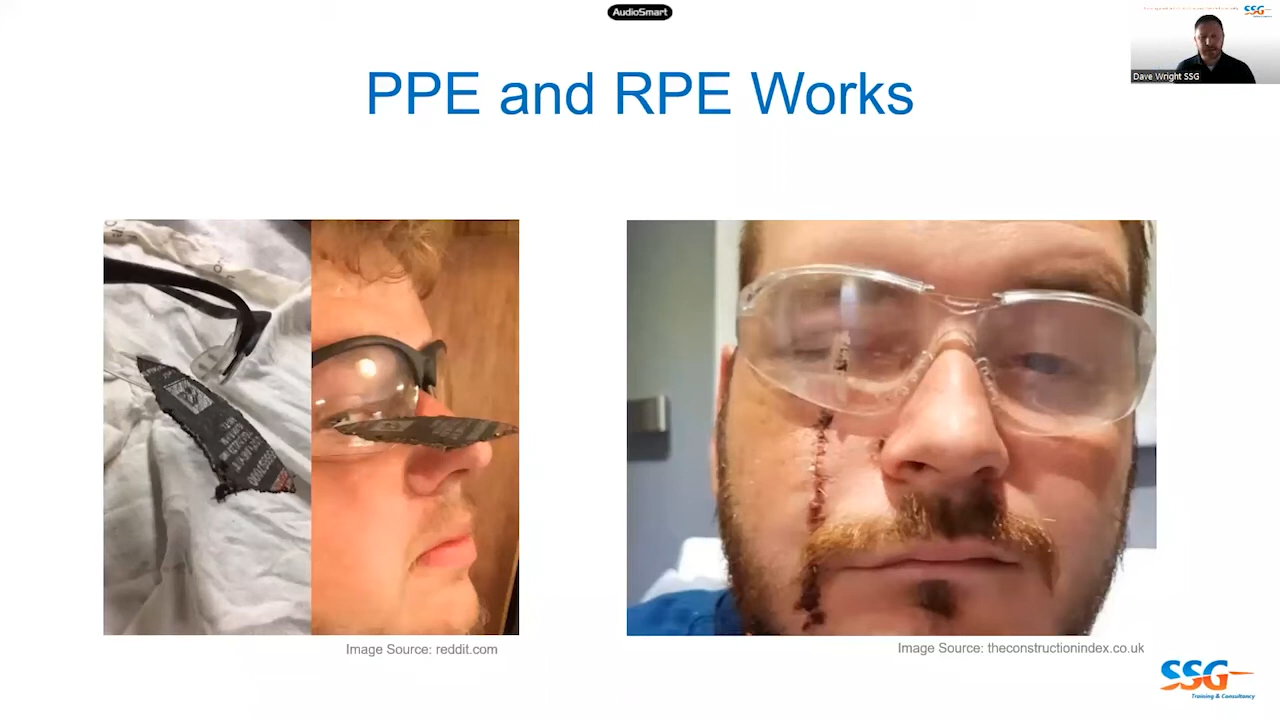 AudioSmart
SSG
Dave Wright SSG
PPE and RPE Works
Image Source: reddit.com
Image Source: theconstructionindex.co.uk
SSG
Training & Consultancy